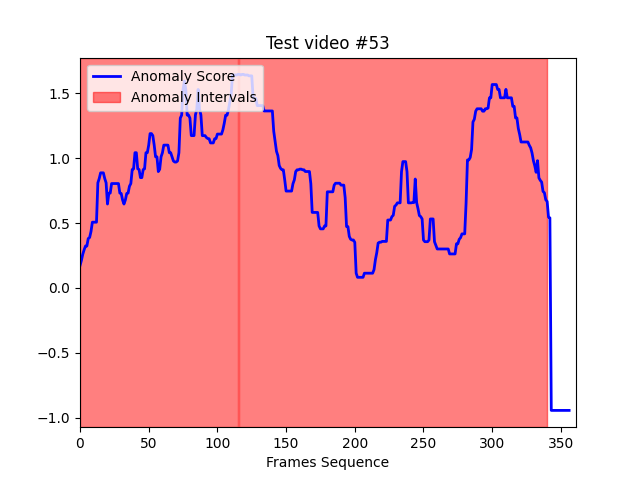 Test video #53
Anomaly Score
Anomaly Intervals
1.5
1.0
0.5
0.0
−0.5
−1.0
0 50 100 150 200 250 300 350
Frames Sequence